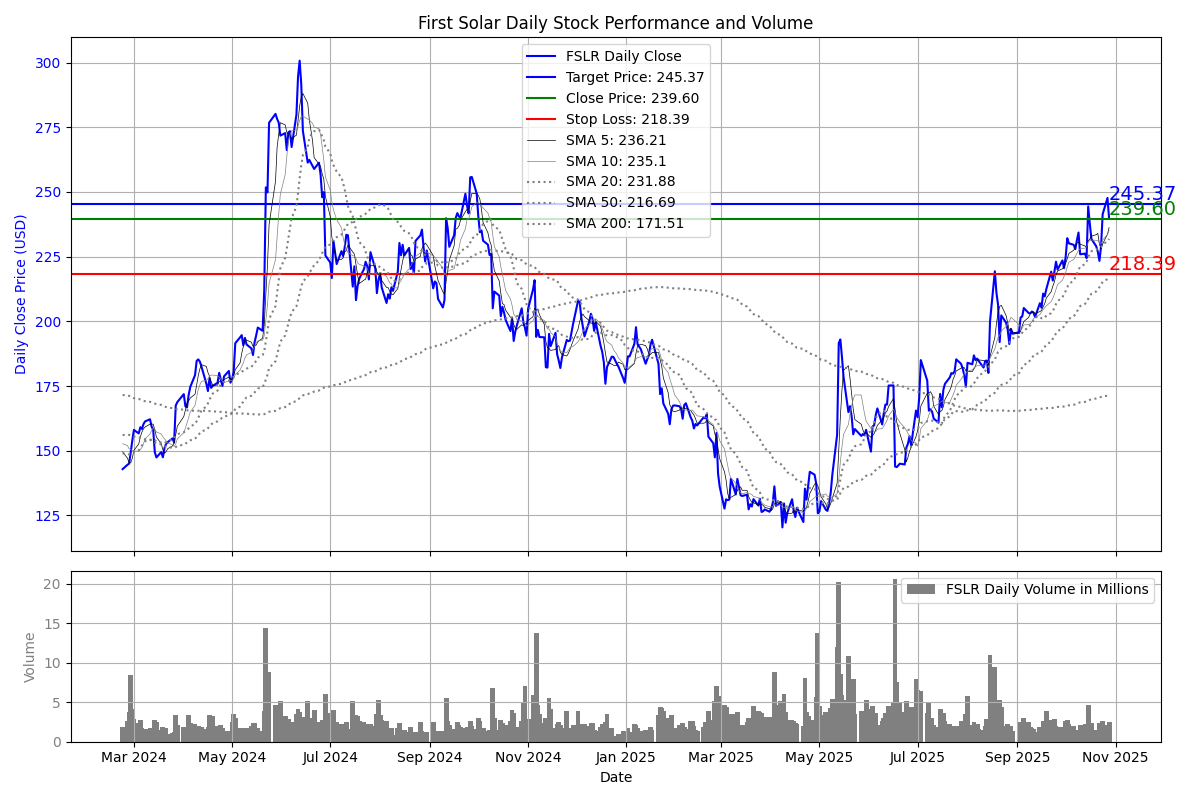 First Solar Daily Stock Performance and Volume
FSLR Daily Close
Target Price: 245.37
Close Price: 239.60
Stop Loss: 218.39
SMA 5: 236.21
SMA 10: 235.1
SMA 20: 231.88
SMA 50: 216.69
SMA 200: 171.51
300
275
250
225
200
175
150
125
Daily Close Price (USD)
245.37
239.60
218.39
FSLR Daily Volume in Millions
20
15
10
5
0
Volume
Mar 2024
May 2024
Jul 2024
Sep 2024
Nov 2024
Jan 2025
Mar 2025
May 2025
Jul 2025
Sep 2025
Nov 2025
Date